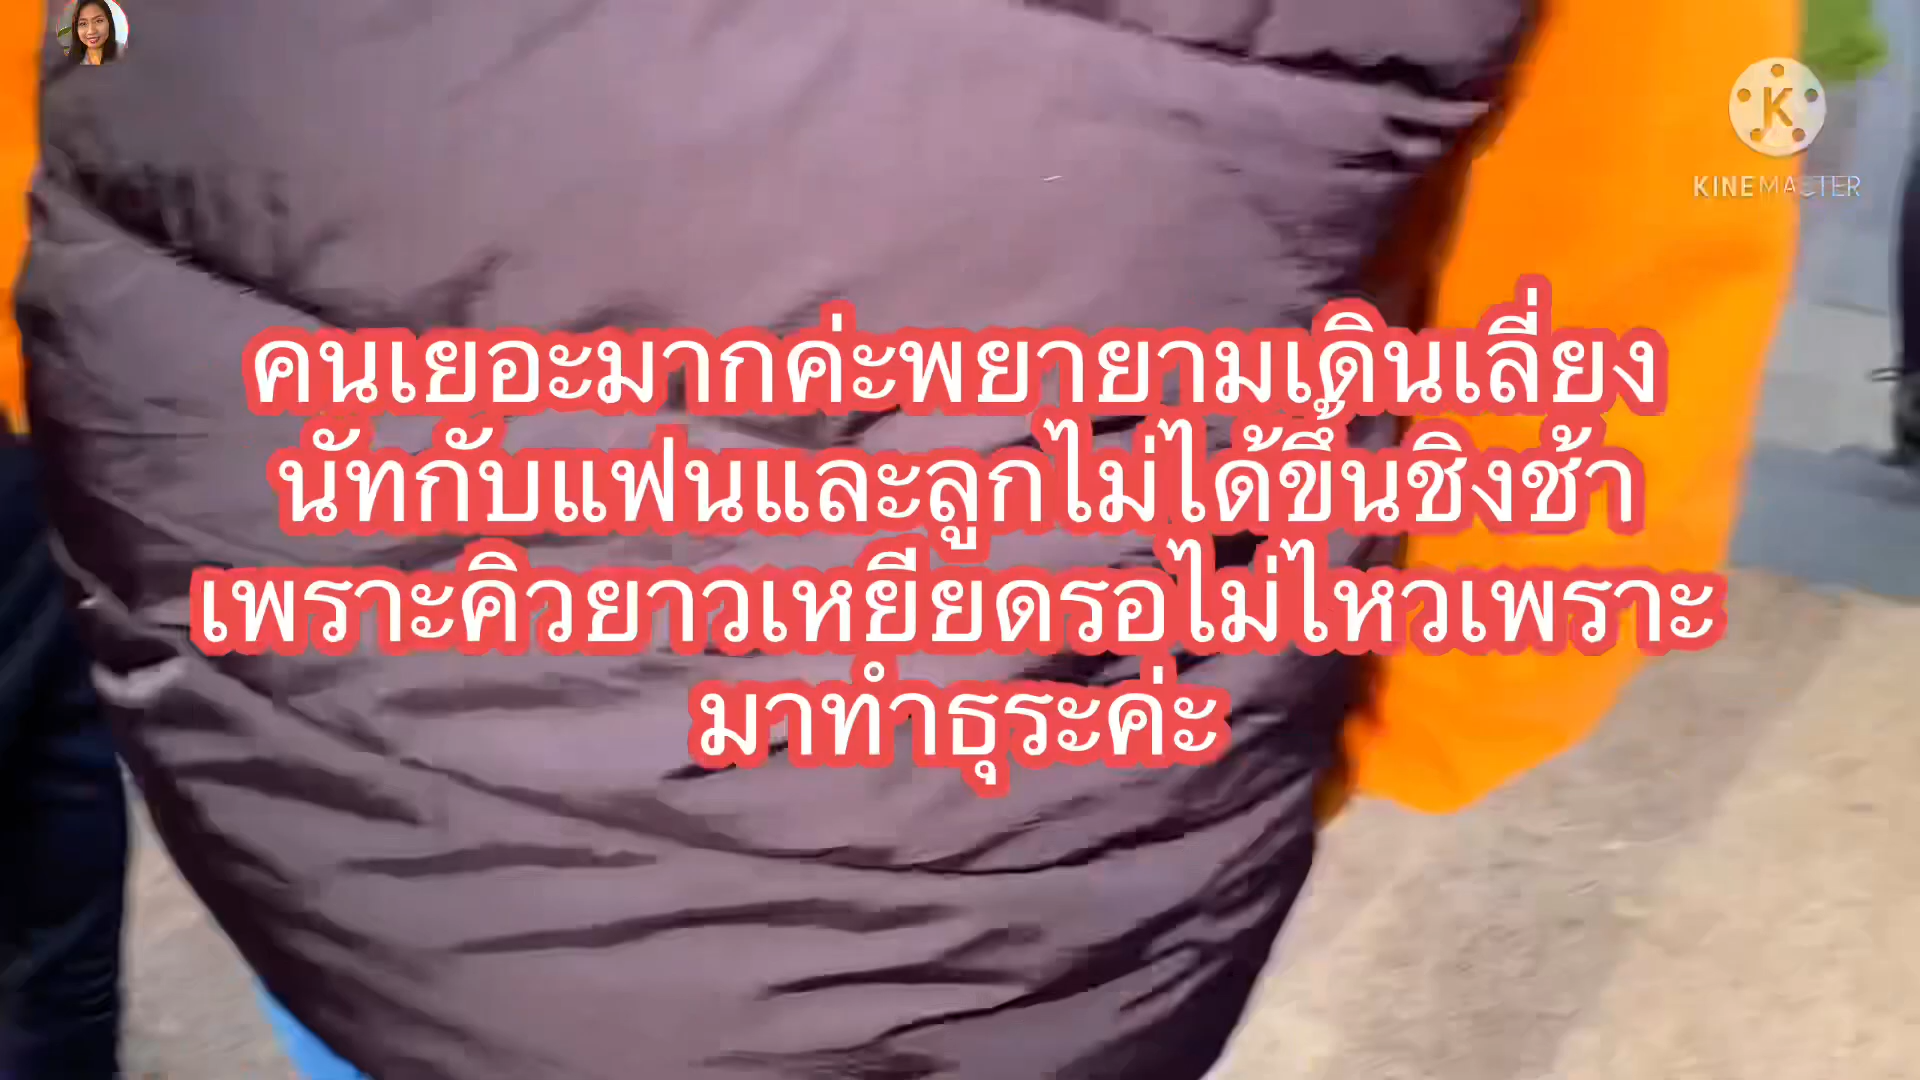 KINEMASTER
คนเยอะมากค่ะพยายามเดินเลี่ยง
นัทกับแฟนและลูกไม่ได้ขึ้นชิงช้า
เพราะคิวยาวเหยียดรอไม่ไหวเพราะ
มาทำธุระค่ะ